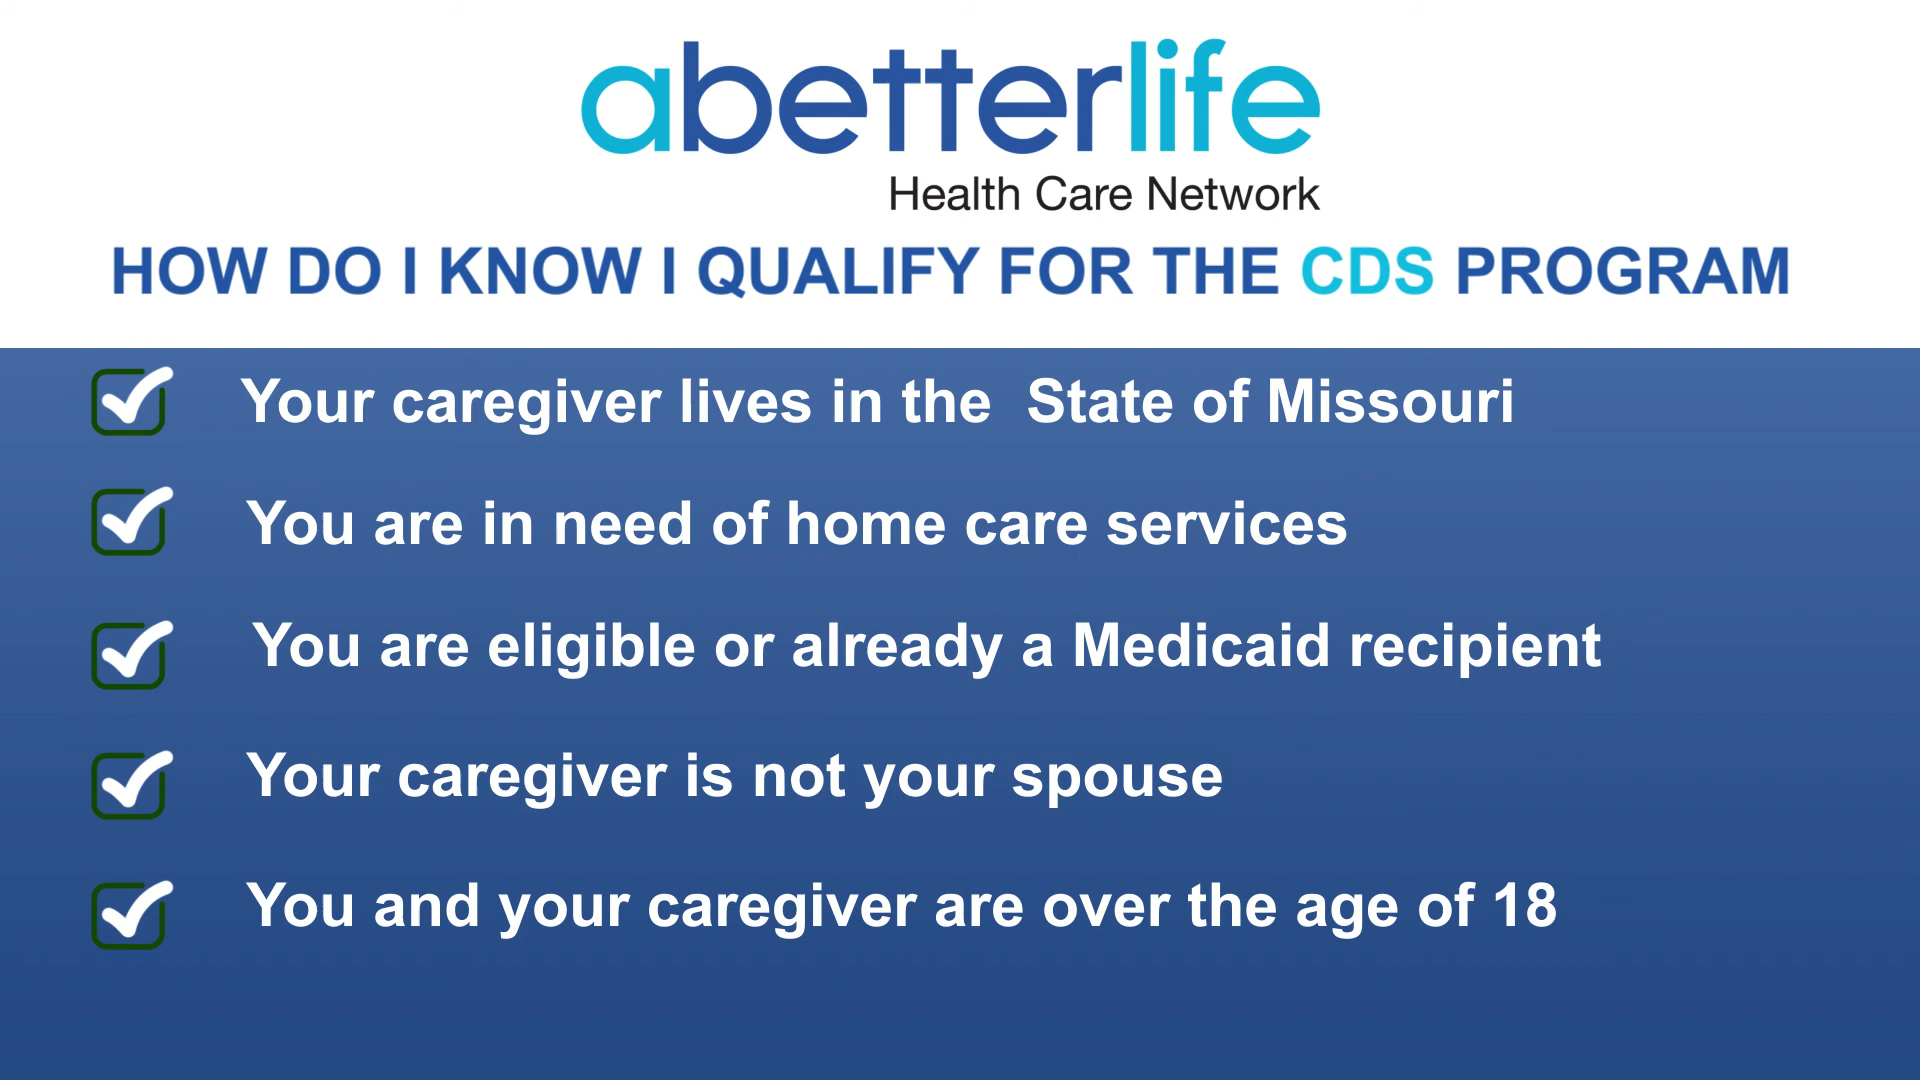 abetterlife
Health Care Network
HOW DO I KNOW I QUALIFY FOR THE CDS PROGRAM
Your caregiver lives in the  State of Missouri
You are in need of home care services
You are eligible or already a Medicaid recipient
Your caregiver is not your spouse
You and your caregiver are over the age of 18